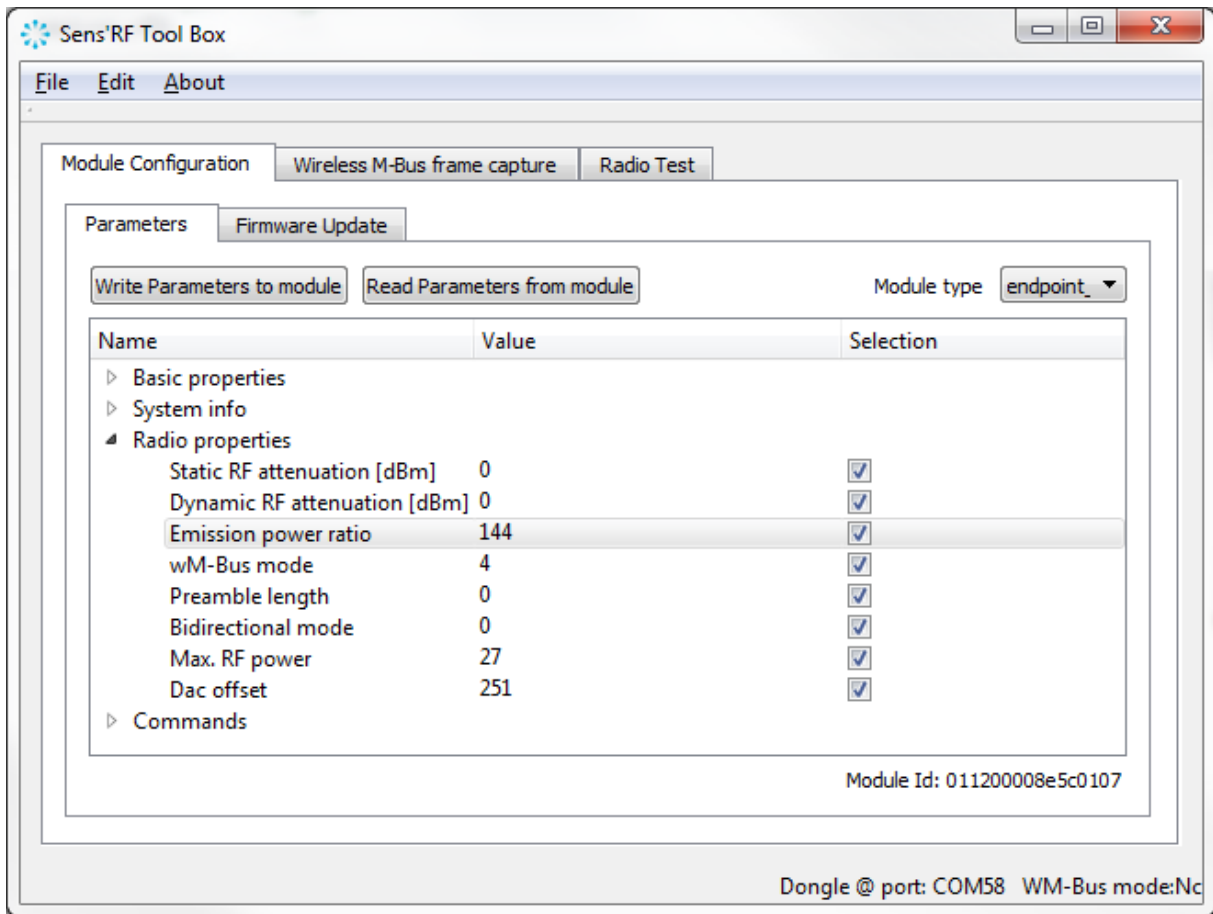 Sens'RF Tool Box
File Edit About
Module Configuration Wireless M-Bus frame capture Radio Test
Parameters Firmware Update
Write Parameters to module Read Parameters from module Module type endpoint_
Name Value Selection
Basic properties
System info
Radio properties
Static RF attenuation [dBm] 0
Dynamic RF attenuation [dBm] 0
Emission power ratio 144
wM-Bus mode 4
Preamble length 0
Bidirectional mode 0
Max. RF power 27
Dac offset 251
Commands
Module Id: 011200008e5c0107
Dongle @ port: COM58 WM-Bus mode:Nc